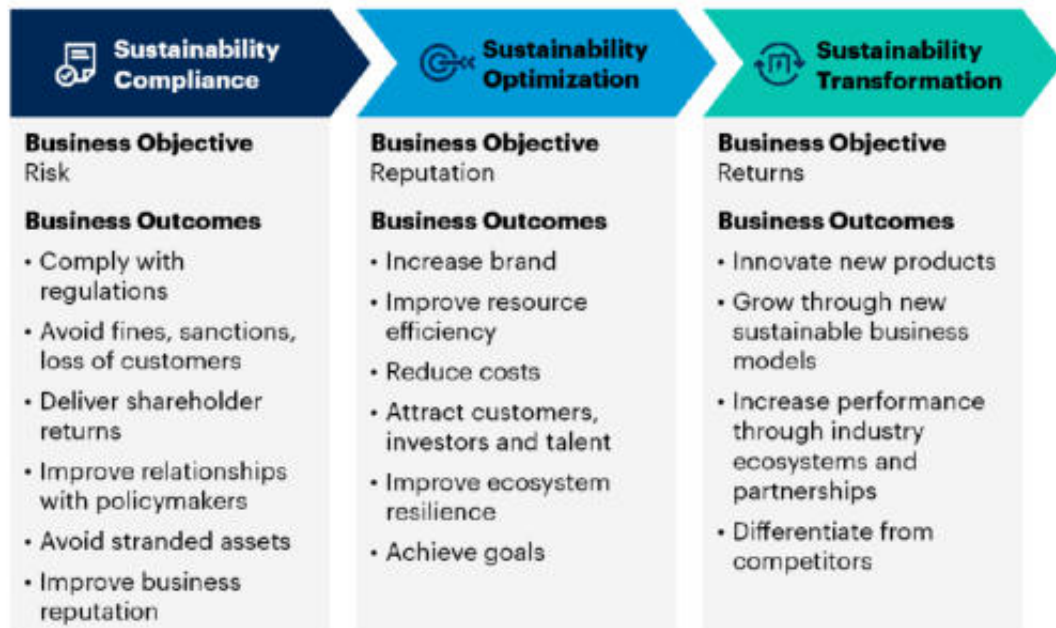 Sustainability
Compliance
Business Objective
Risk
Business Outcomes
• Comply with
regulations
• Avoid fines, sanctions,
loss of customers
• Deliver shareholder
returns
• Improve relationships
with policymakers
• Avoid stranded assets
• Improve business
reputation
Sustainability
Optimization
Business Objective
Reputation
Business Outcomes
• Increase brand
• Improve resource
efficiency
• Reduce costs
• Attract customers,
investors and talent
• Improve ecosystem
resilience
• Achieve goals
Sustainability
Transformation
Business Objective
Returns
Business Outcomes
• Innovate new products
• Grow through new
sustainable business
models
• Increase performance
through industry
ecosystems and
partnerships
• Differentiate from
competitors